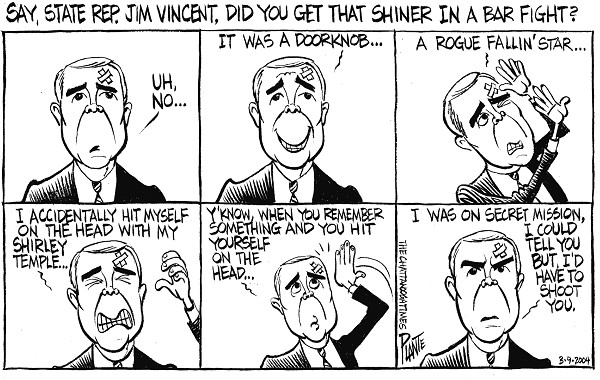 SAY, STATE REP. JIM VINCENT, DID YOU GET THAT SHINER IN A BAR FIGHT?
UH,
NO...
IT WAS A DOORKNOB...
A ROGUE FALLIN' STAR...
I ACCIDENTALLY HIT MYSELF
ON THE HEAD WITH MY
SHIRLEY
TEMPLE...
Y'KNOW, WHEN YOU REMEMBER
SOMETHING AND YOU HIT
YOURSELF
ON THE
HEAD...
I WAS ON SECRET MISSION,
I COULD
TELL YOU
BUT, I'D
HAVE TO
SHOOT
YOU.
THE CHATTANOOGA TIMES
PLANTE
3-9-2004